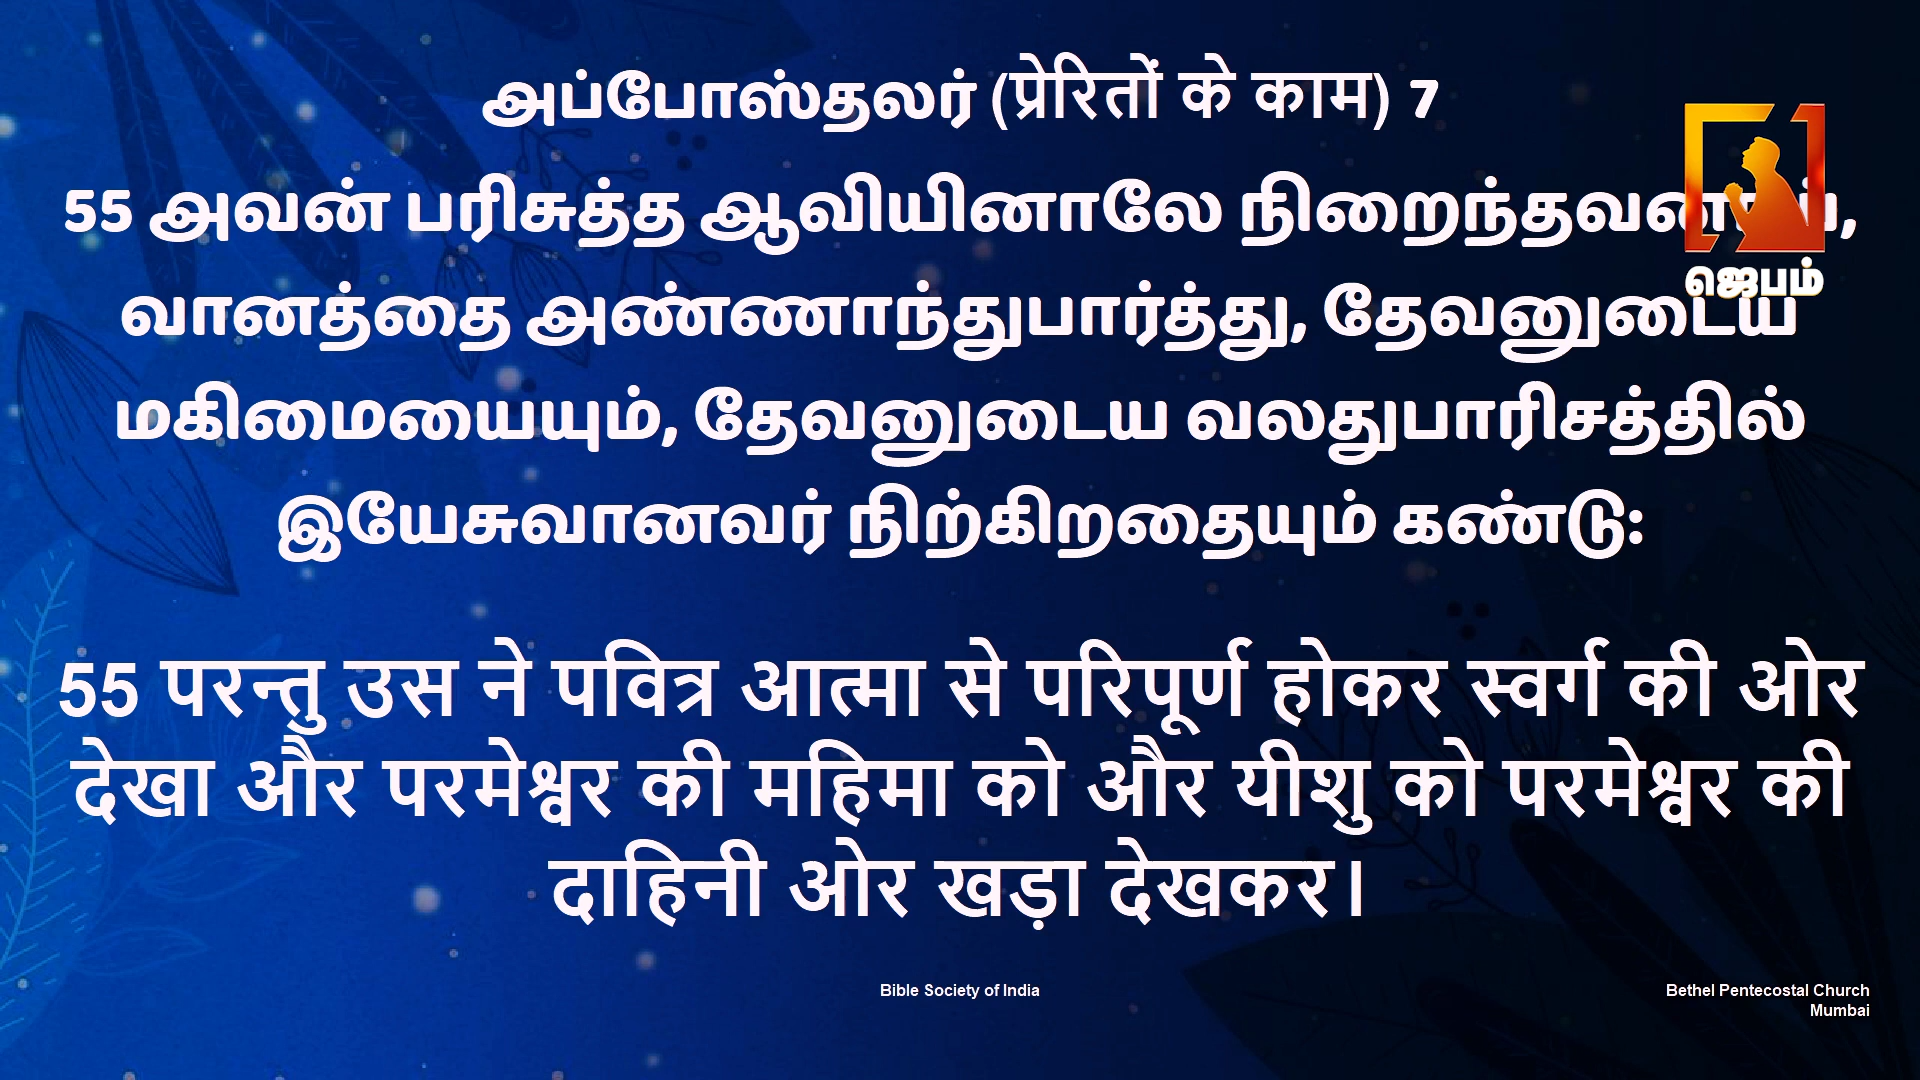 அப்போஸ்தலர் (प्रेरितों के काम) 7
55 அவன் பரிசுத்த ஆவியினாலே நிறைந்தவனாய்,
வானத்தை அண்ணாந்துபார்த்து, தேவனுடைய
ஜெபம்
மகிமையையும், தேவனுடைய வலதுபாரிசத்தில்
இயேசுவானவர் நிற்கிறதையும் கண்டு:
55 परन्तु उस ने पवित्र आत्मा से परिपूर्ण होकर स्वर्ग की ओर
देखा और परमेश्वर की महिमा को और यीशु को परमेश्वर की
दाहिनी ओर खड़ा देखकर।
Bible Society of India
Bethel Pentecostal Church
Mumbai